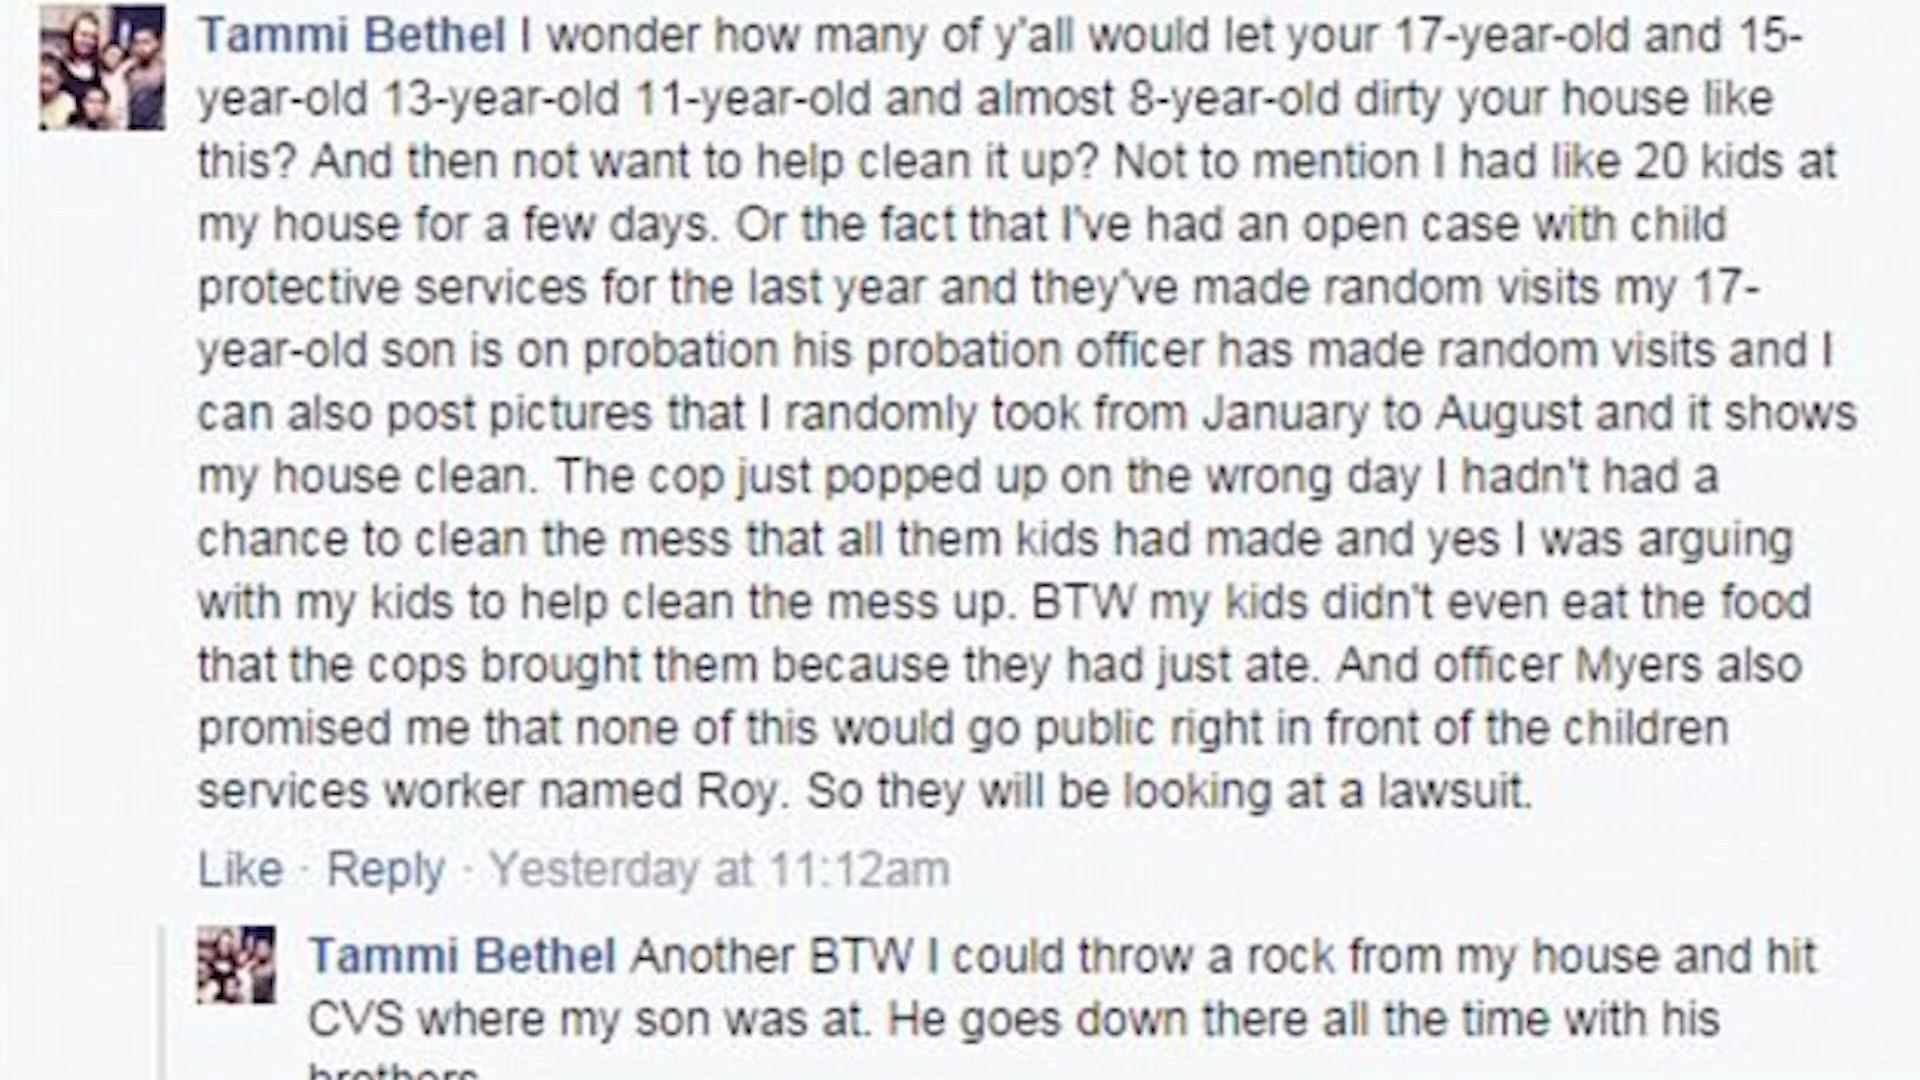 Tammi Bethel I wonder how many of y'all would let your 17-year-old and 15-
year-old 13-year-old 11-year-old and almost 8-year-old dirty your house like
this? And then not want to help clean it up? Not to mention I had like 20 kids at
my house for a few days. Or the fact that I've had an open case with child
protective services for the last year and they've made random visits my 17-
year-old son is on probation his probation officer has made random visits and I
can also post pictures that I randomly took from January to August and it shows
my house clean. The cop just popped up on the wrong day I hadn't had a
chance to clean the mess that all them kids had made and yes I was arguing
with my kids to help clean the mess up. BTW my kids didn't even eat the food
that the cops brought them because they had just ate. And officer Myers also
promised me that none of this would go public right in front of the children
services worker named Roy. So they will be looking at a lawsuit.
Like · Reply · Yesterday at 11:12am
Tammi Bethel Another BTW I could throw a rock from my house and hit
CVS where my son was at. He goes down there all the time with his
brothers